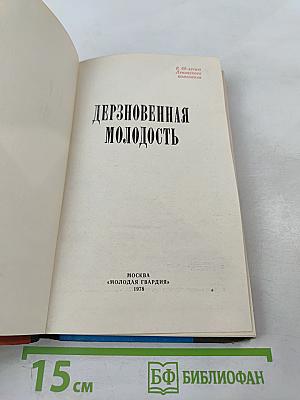 К 60-летию
Ленинского
комсомола
ДЕРЗНОВЕННАЯ
МОЛОДОСТЬ
МОСКВА
«МОЛОДАЯ ГВАРДИЯ»
1978
15 см
БФ БИБЛИОФАН